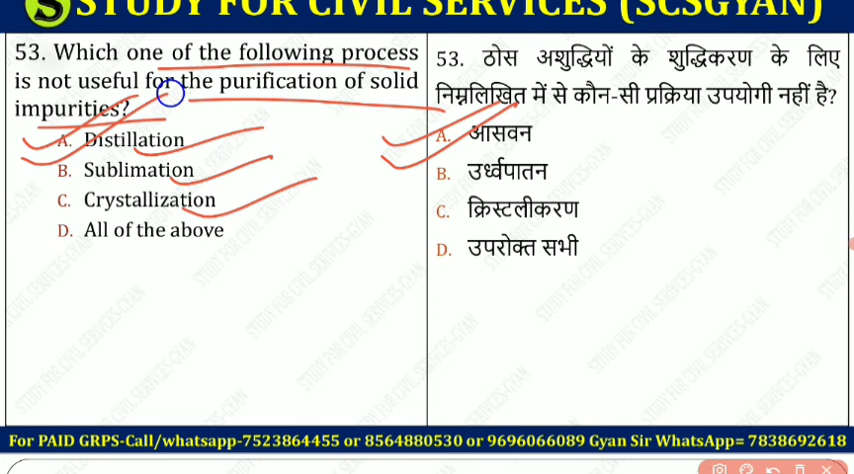 STUDY FOR CIVIL SERVICES (SCSGYAN)
53. Which one of the following process
is not useful for the purification of solid
impurities?
A. Distillation
B. Sublimation
C. Crystallization
D. All of the above
53. ठोस अशुद्धियों के शुद्धिकरण के लिए
निम्नलिखित में से कौन-सी प्रक्रिया उपयोगी नहीं है?
A. आसवन
B. उर्ध्वपातन
C. क्रिस्टलीकरण
D. उपरोक्त सभी
For PAID GRPS-Call/whatsapp-7523864455 or 8564880530 or 9696066089 Gyan Sir WhatsApp= 7838692618